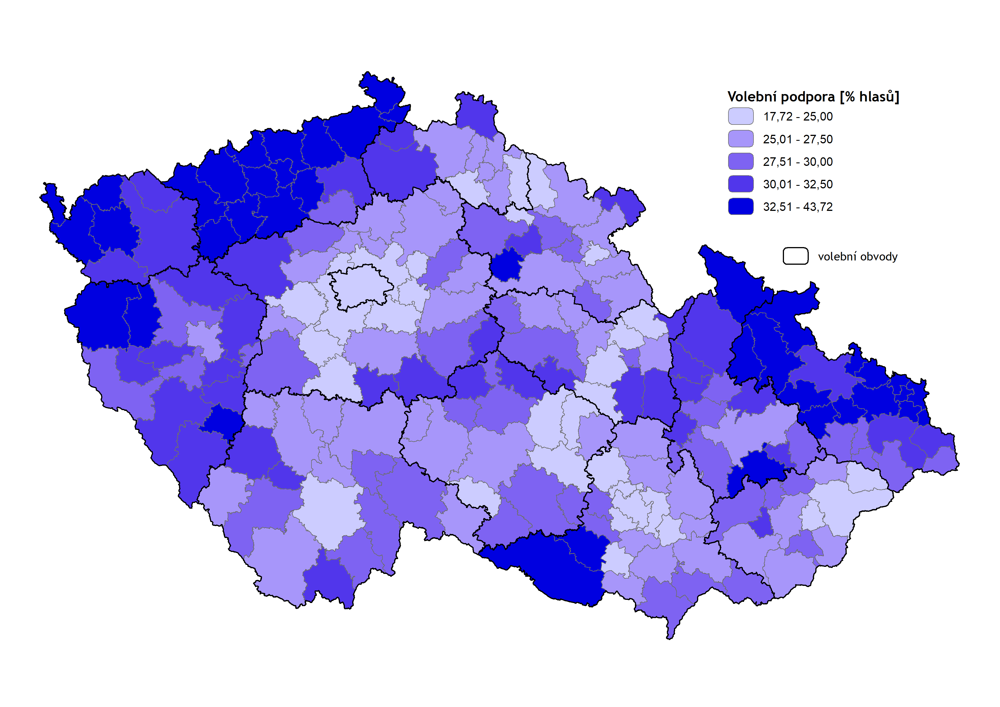 Volební podpora [% hlasů]
17,72 - 25,00
25,01 - 27,50
27,51 - 30,00
30,01 - 32,50
32,51 - 43,72
volební obvody